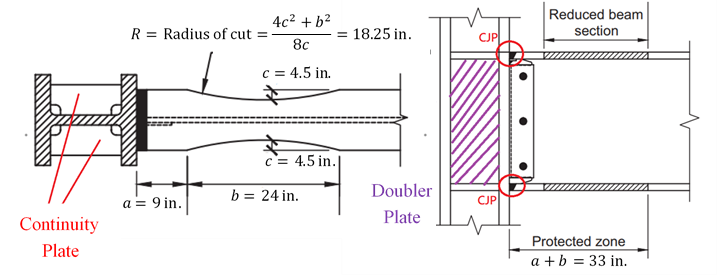 R = Radius of cut = 4c² + b² / 8c = 18.25 in.
c = 4.5 in.
c = 4.5 in.
a = 9 in.
b = 24 in.
Continuity
Plate
Reduced beam
section
CJP
Doubler
Plate
CJP
Protected zone
a + b = 33 in.